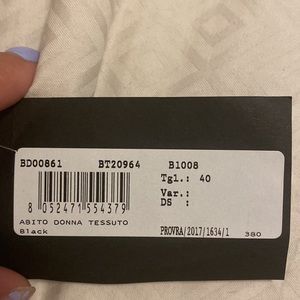 BD00861 BT20964 B1008
Tgl.: 40
Var.:
DS :
8 052471 554379
ABITO DONNA TESSUTO
Black
PROVRA/2017/1634/1 380